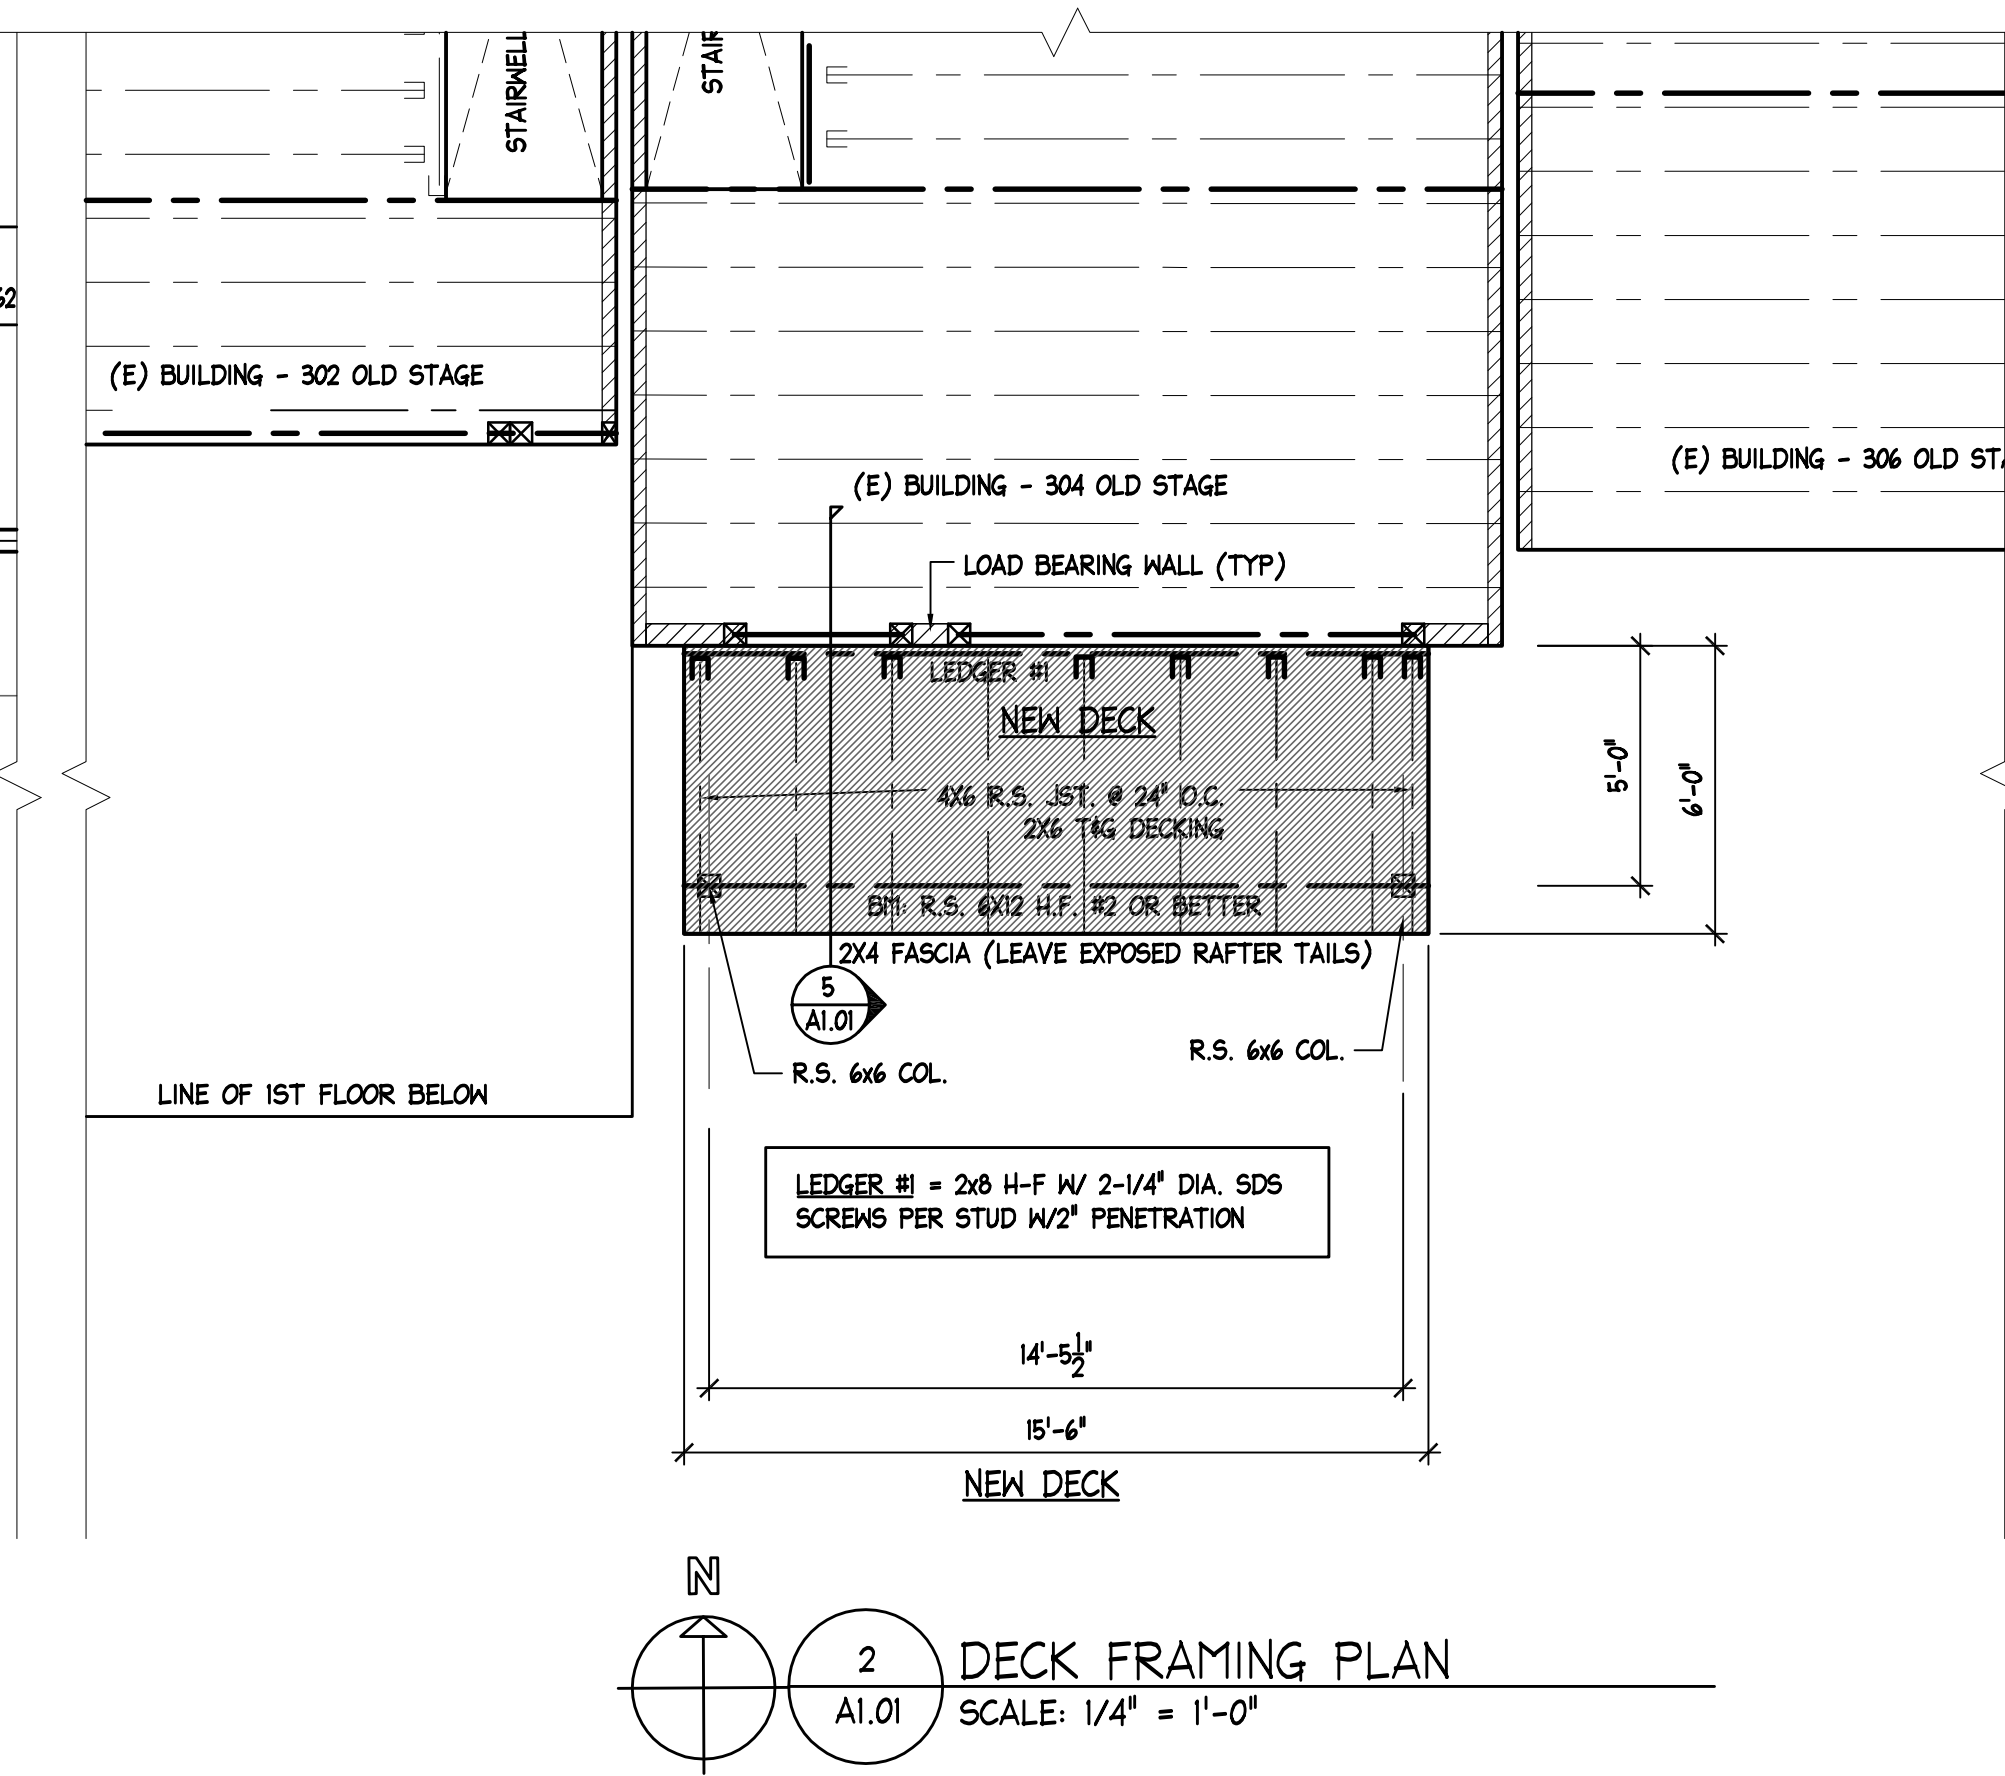 STAIRWELL
(E) BUILDING - 302 OLD STAGE
(E) BUILDING - 304 OLD STAGE
(E) BUILDING - 306 OLD
LOAD BEARING WALL (TYP)
LEDGER #1
NEW DECK
4X6 R.S. JST. @ 24" O.C.
2X6 T&G DECKING
BM: R.S. 6X12 H.F. #2 OR BETTER
2X4 FASCIA (LEAVE EXPOSED RAFTER TAILS)
5'-0"
6'-0"
5
A1.01
R.S. 6x6 COL.
R.S. 6x6 COL.
LINE OF 1ST FLOOR BELOW
LEDGER #1 = 2x8 H-F W/ 2-1/4" DIA. SDS
SCREWS PER STUD W/2" PENETRATION
14'-5 1/2"
15'-6"
NEW DECK
N
2
A1.01
DECK FRAMING PLAN
SCALE: 1/4" = 1'-0"